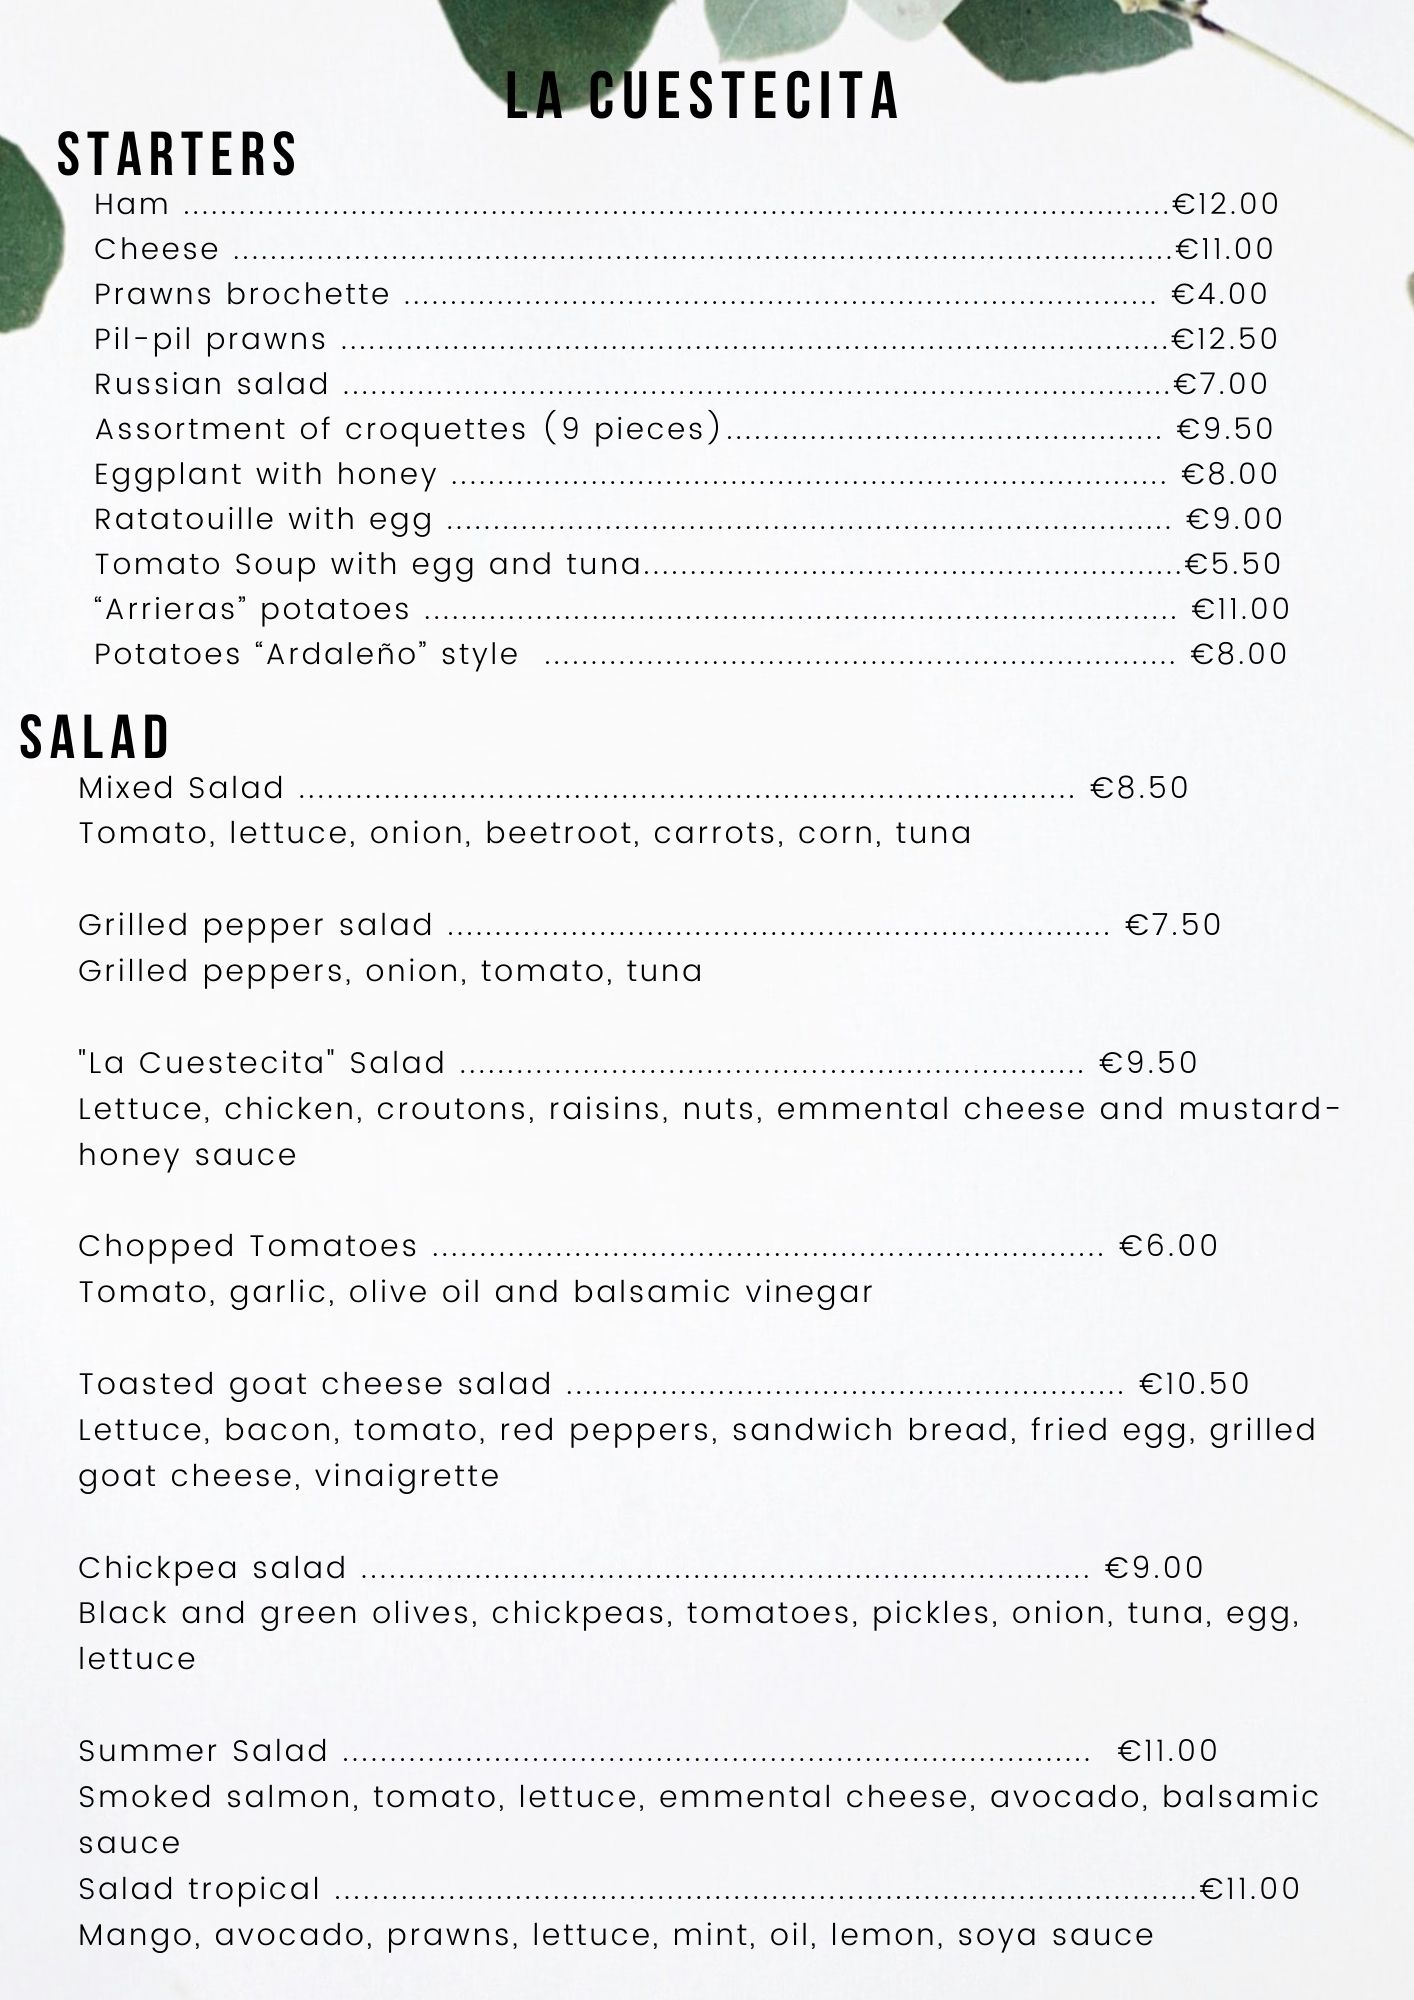 LA CUESTECITA
STARTERS
Ham ........................................................................................................€12.00
Cheese ...................................................................................................€11.00
Prawns brochette ................................................................................ €4.00
Pil-pil prawns ........................................................................................€12.50
Russian salad ........................................................................................€7.00
Assortment of croquettes (9 pieces)............................................... €9.50
Eggplant with honey ............................................................................ €8.00
Ratatouille with egg ............................................................................. €9.00
Tomato Soup with egg and tuna..........................................................€5.50
“Arrieras” potatoes ................................................................................ €11.00
Potatoes “Ardaleño” style ................................................................... €8.00
SALAD
Mixed Salad .................................................................................. €8.50
Tomato, lettuce, onion, beetroot, carrots, corn, tuna
Grilled pepper salad ...................................................................... €7.50
Grilled peppers, onion, tomato, tuna
"La Cuestecita" Salad .................................................................. €9.50
Lettuce, chicken, croutons, raisins, nuts, emmental cheese and mustard-
honey sauce
Chopped Tomatoes ....................................................................... €6.00
Tomato, garlic, olive oil and balsamic vinegar
Toasted goat cheese salad ........................................................... €10.50
Lettuce, bacon, tomato, red peppers, sandwich bread, fried egg, grilled
goat cheese, vinaigrette
Chickpea salad ............................................................................. €9.00
Black and green olives, chickpeas, tomatoes, pickles, onion, tuna, egg,
lettuce
Summer Salad ............................................................................... €11.00
Smoked salmon, tomato, lettuce, emmental cheese, avocado, balsamic
sauce
Salad tropical ...........................................................................................€11.00
Mango, avocado, prawns, lettuce, mint, oil, lemon, soya sauce